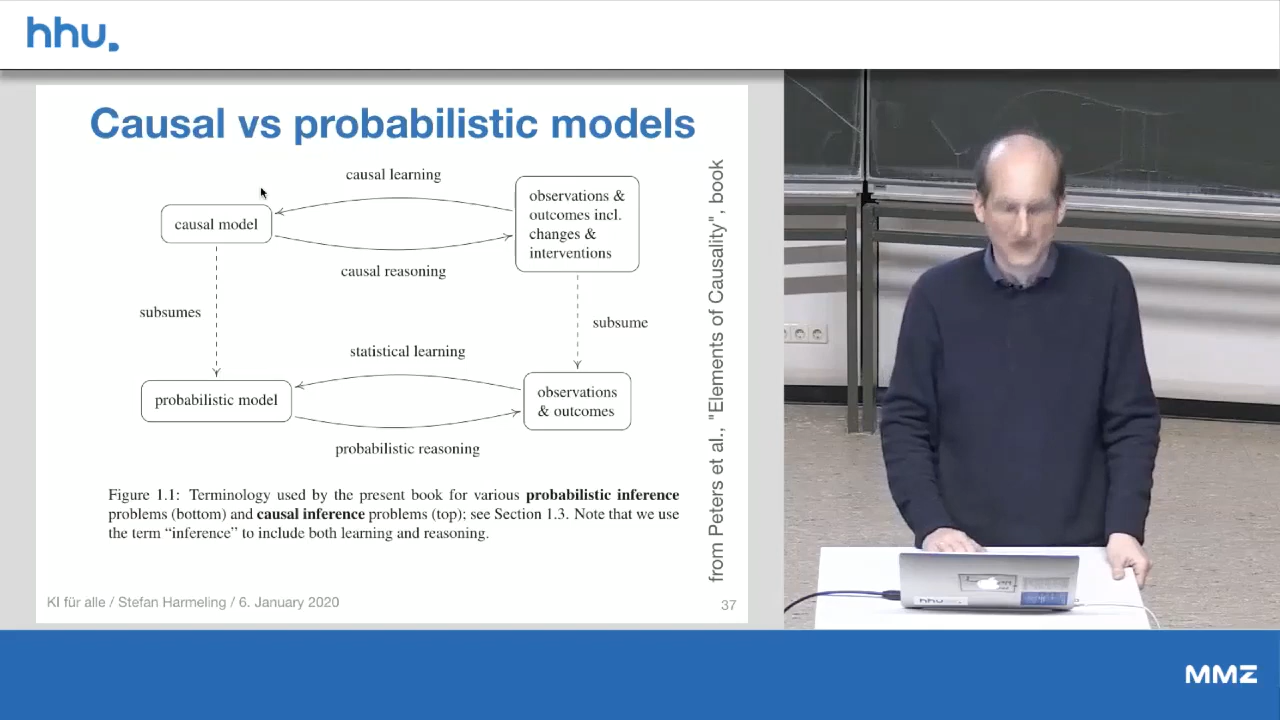 hhu.
Causal vs probabilistic models
causal learning
observations &
outcomes incl.
changes &
interventions
causal model
causal reasoning
subsumes
subsume
statistical learning
probabilistic model
observations
& outcomes
probabilistic reasoning
Figure 1.1: Terminology used by the present book for various probabilistic inference
problems (bottom) and causal inference problems (top); see Section 1.3. Note that we use
the term “inference” to include both learning and reasoning.
from Peters et al., "Elements of Causality", book
KI für alle / Stefan Harmeling / 6. January 2020
37
hhu
MMZ